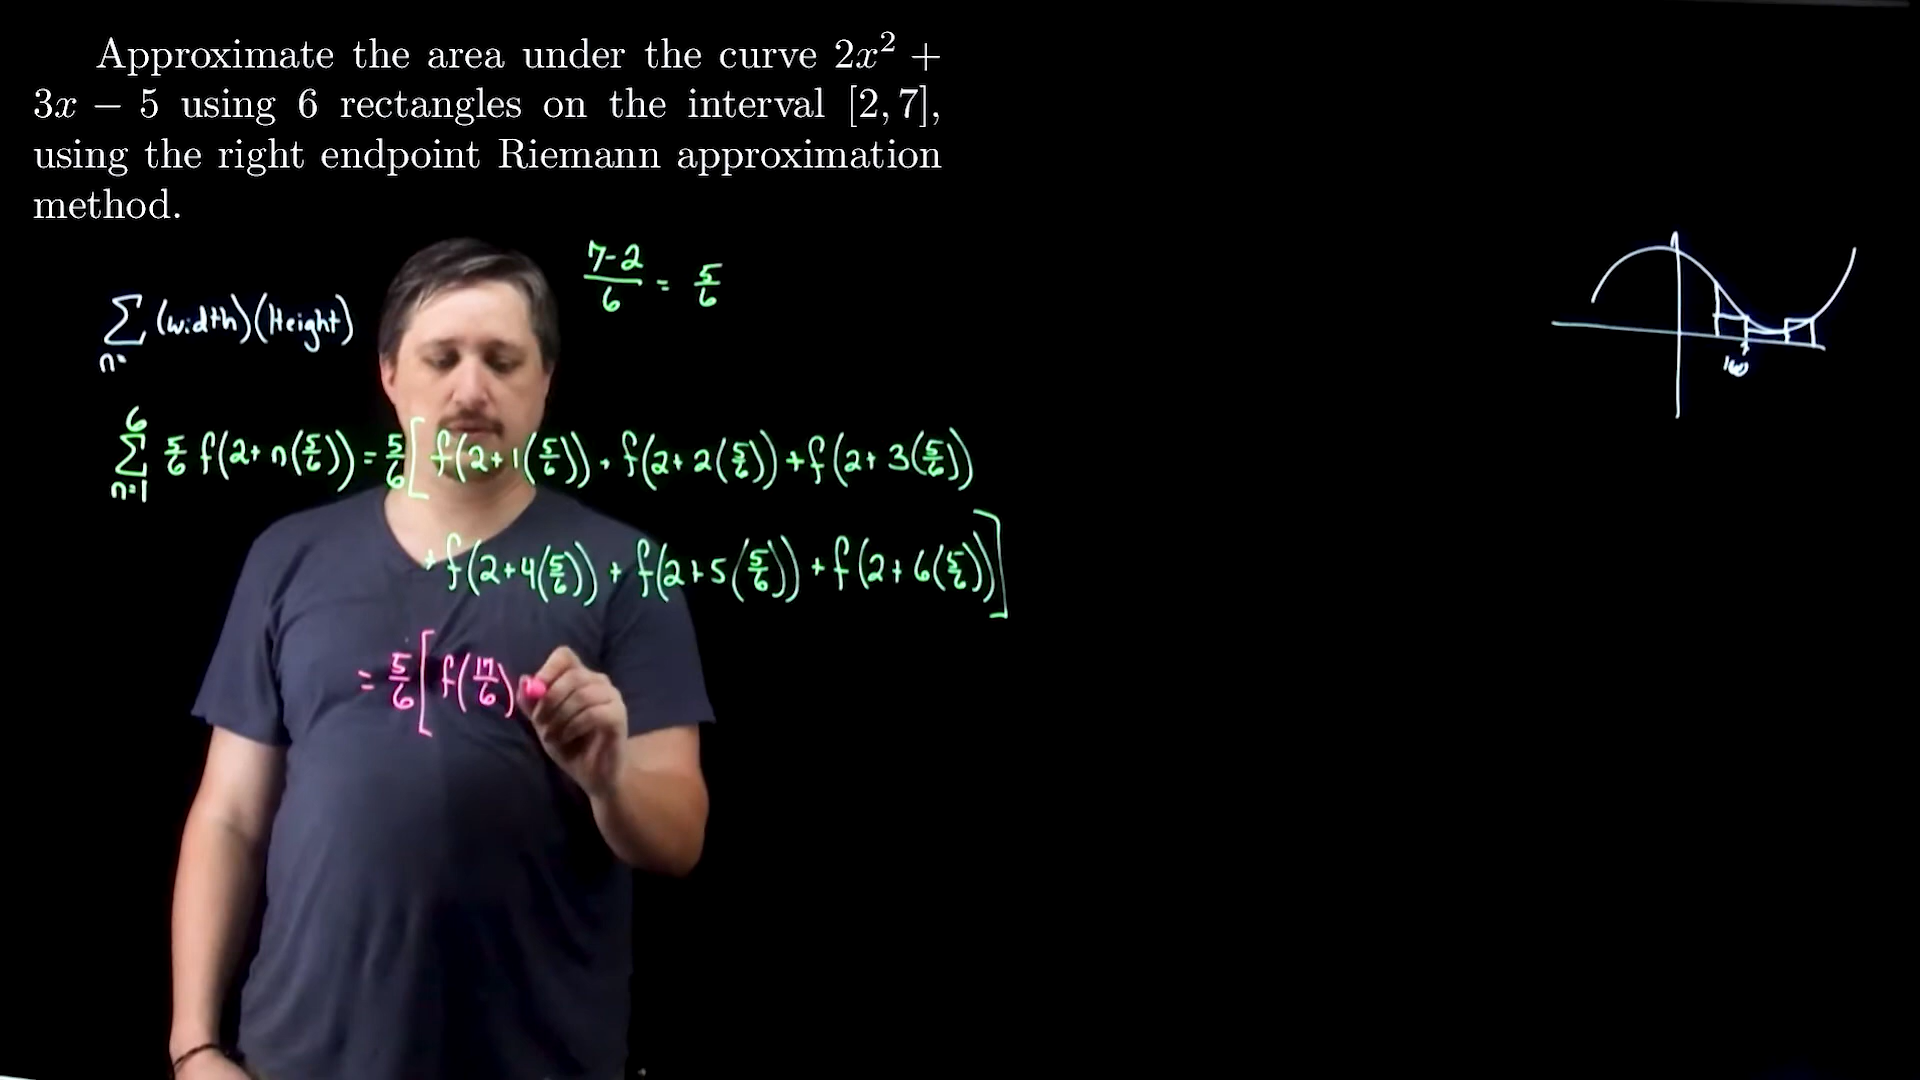 Approximate the area under the curve 2x² +
3x − 5 using 6 rectangles on the interval [2, 7],
using the right endpoint Riemann approximation
method.
(7-2)/6 = 5/6
∑ n= (width)(Height)
∑ n=1 6 5/6 f(2+n(5/6)) = 5/6[f(2+1(5/6)) + f(2+2(5/6)) + f(2+3(5/6))
+ f(2+4(5/6)) + f(2+5(5/6)) + f(2+6(5/6))]
= 5/6[f(17/6)